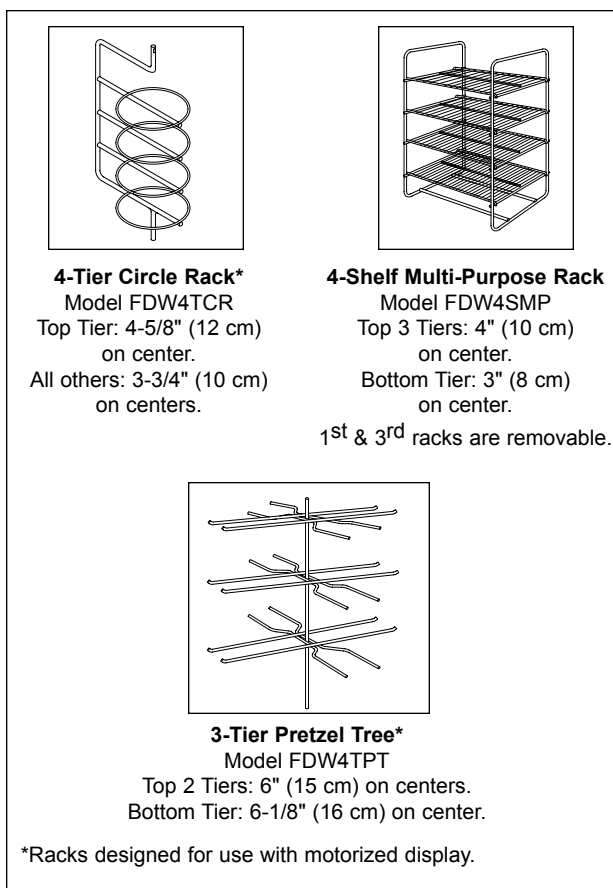 4-Tier Circle Rack*
Model FDW4TCR
Top Tier: 4-5/8" (12 cm)
on center.
All others: 3-3/4" (10 cm)
on centers.
4-Shelf Multi-Purpose Rack
Model FDW4SMP
Top 3 Tiers: 4" (10 cm)
on center.
Bottom Tier: 3" (8 cm)
on center.
1st & 3rd racks are removable.
3-Tier Pretzel Tree*
Model FDW4TPT
Top 2 Tiers: 6" (15 cm) on centers.
Bottom Tier: 6-1/8" (16 cm) on center.
*Racks designed for use with motorized display.